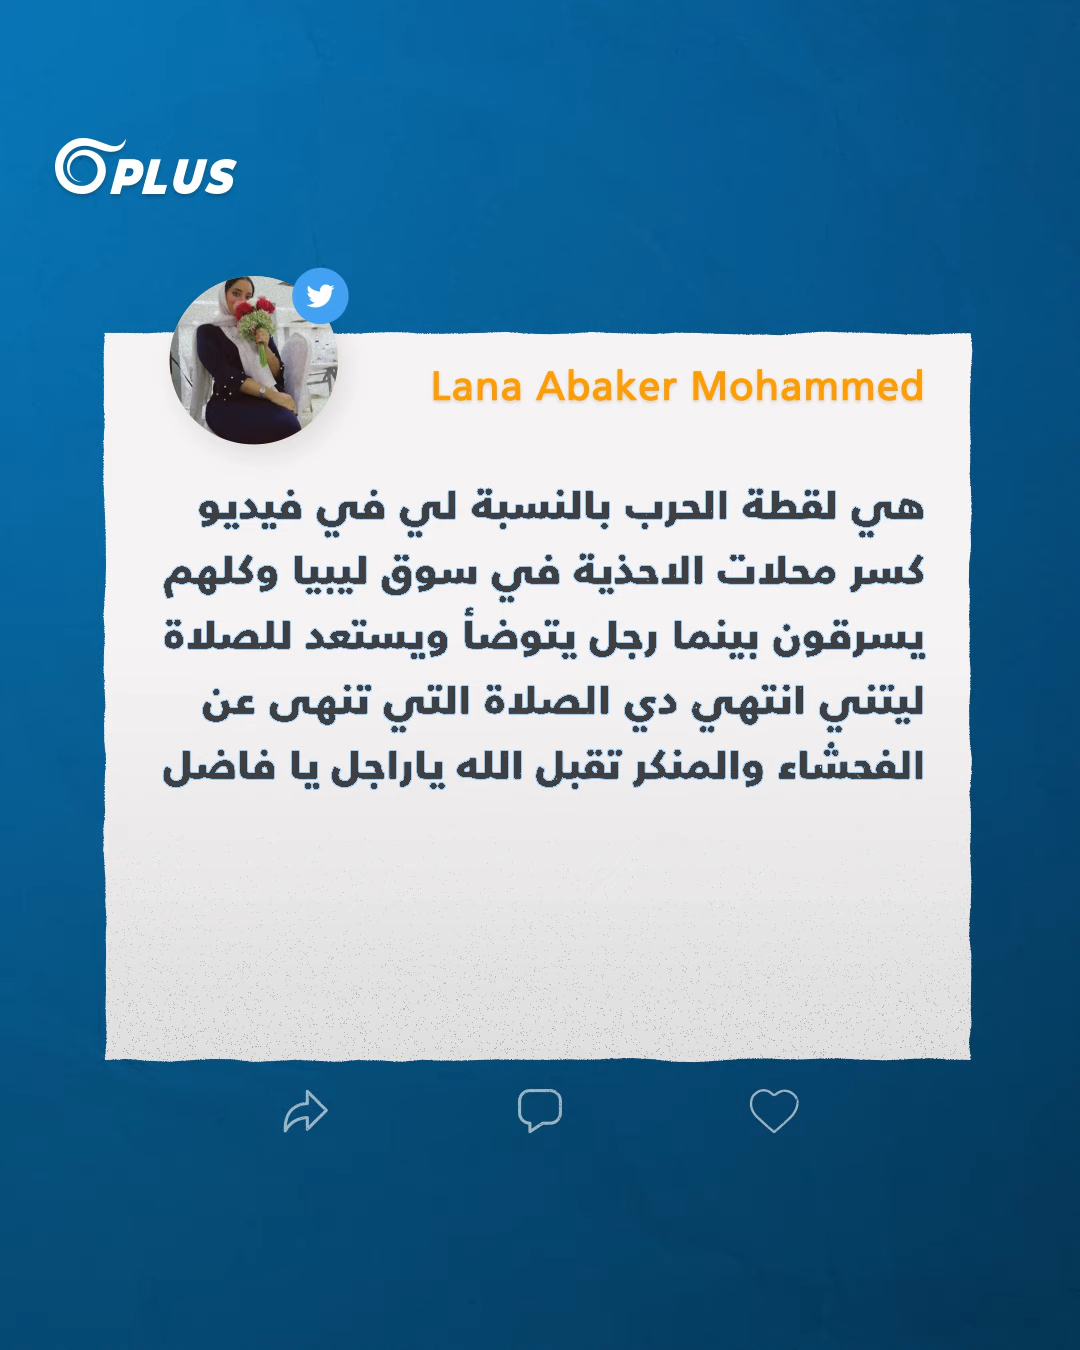 PLUS
Lana Abaker Mohammed
هي لقطة الحرب بالنسبة لي في فيديو
كسر محلات الاحذية في سوق ليبيا وكلهم
يسرقون بينما رجل يتوضأ ويستعد للصلاة
ليتني انتهي دي الصلاة التي تنهى عن
الفحشاء والمنكر تقبل الله ياراجل يا فاضل